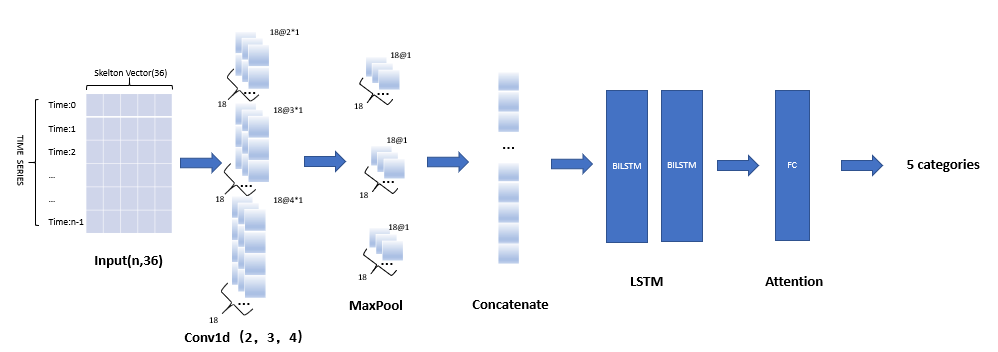 Skelton Vector(36)
TIME SERIES
Time:0
Time:1
Time:2
...
...
Time:n-1
Input(n,36)
18@2*1
...
18
18@3*1
...
18
18@4*1
...
18
Conv1d (2, 3, 4)
18@1
...
18
18@1
...
18
18@1
...
18
MaxPool
...
Concatenate
BILSTM
BILSTM
LSTM
FC
Attention
5 categories